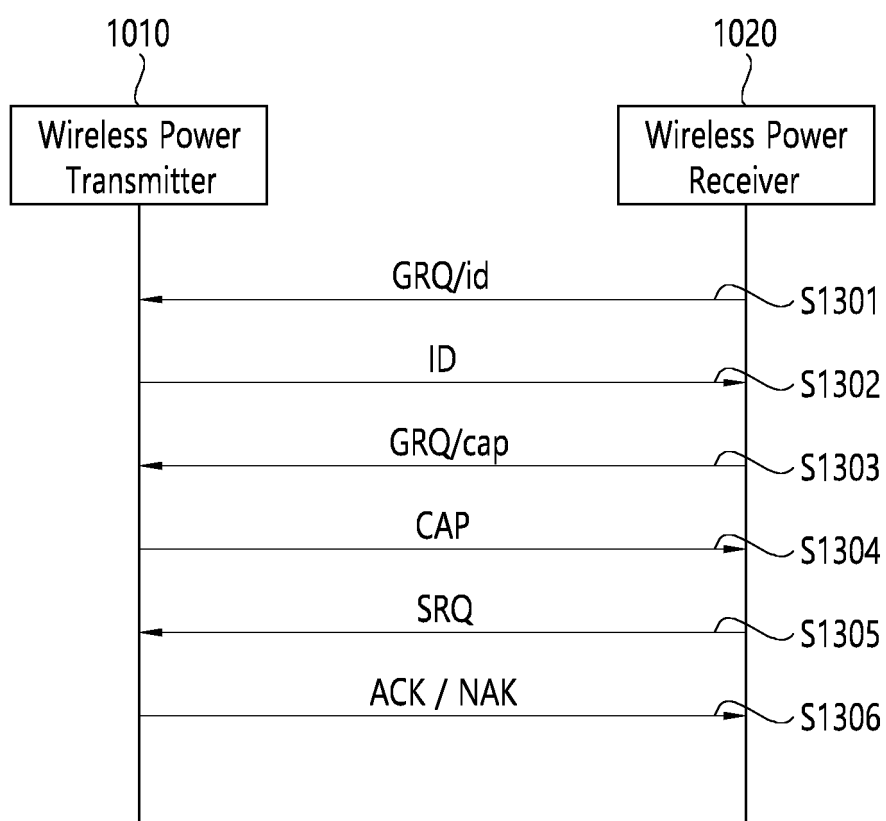 1010
1020
Wireless Power
Transmitter
Wireless Power
Receiver
GRQ/id
S1301
ID
S1302
GRQ/cap
S1303
CAP
S1304
SRQ
S1305
ACK / NAK
S1306